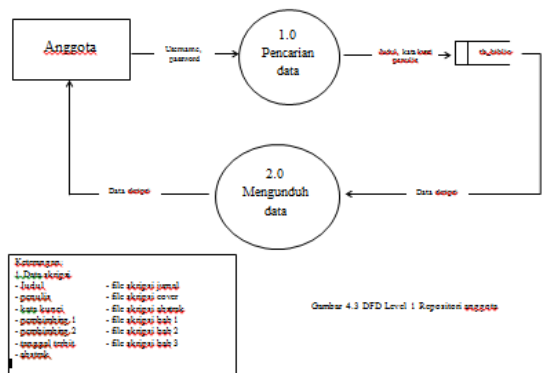 Anggota
Username,
password
1.0
Pencarian
data
Judul, kata kunci
penulis
tb_biblio
2.0
Mengunduh
data
Data skripsi
Data skripsi
Keterangan
1.Data skripsi
- Judul
- penulis
- kata kunci
- pembimbing 1
- pembimbing 2
- tanggal terbit
- abstrak
- file skripsi jurnal
- file skripsi cover
- file skripsi abstrak
- file skripsi bab 1
- file skripsi bab 2
- file skripsi bab 3
Gambar 4.3 DFD Level 1 Repositori anggota